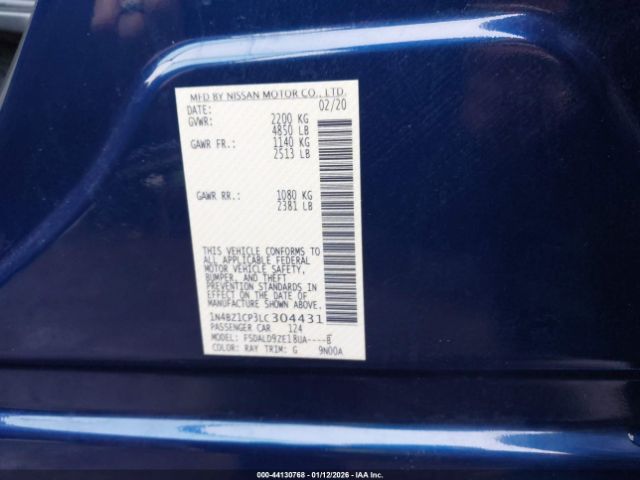 MFD BY NISSAN MOTOR CO., LTD.
DATE: 02/20
GVWR: 2200 KG
4850 LB
GAWR FR.: 1140 KG
2513 LB
GAWR RR.: 1080 KG
2381 LB
THIS VEHICLE CONFORMS TO
ALL APPLICABLE FEDERAL
MOTOR VEHICLE SAFETY,
BUMPER, AND THEFT
PREVENTION STANDARDS IN
EFFECT ON THE DATE OF
MANUFACTURE SHOWN ABOVE.
1N4BZ1CP3LC304431
PASSENGER CAR 124
MODEL: FSDALD9ZE18UA----B
COLOR: RAY TRIM: G 9N00A
000-44130768 - 01/12/2026 - IAA Inc.